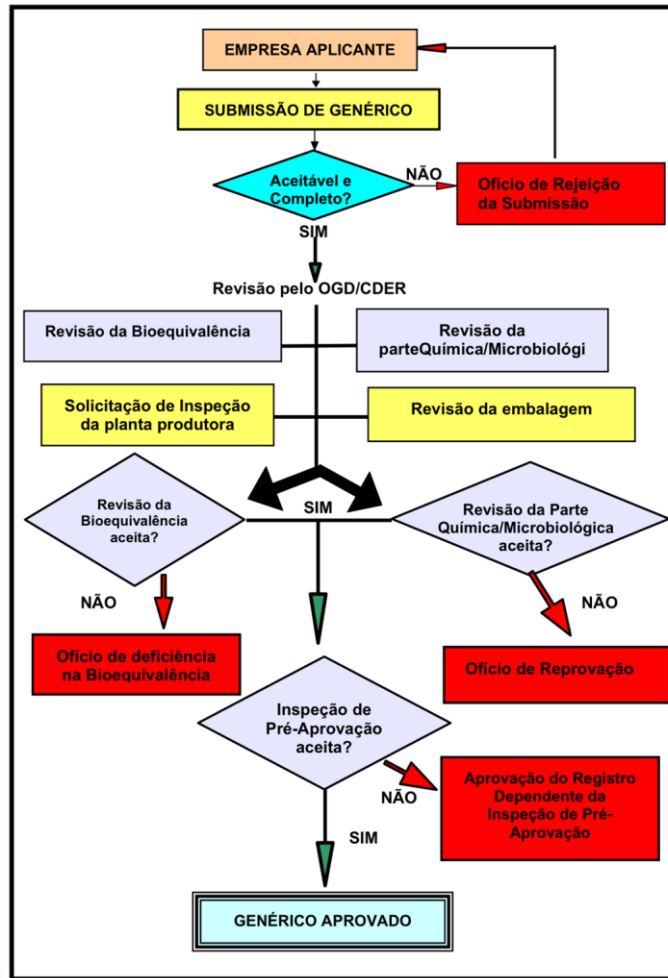 EMPRESA APLICANTE
SUBMISSÃO DE GENÉRICO
Aceitável e
Completo?
NÃO
Ofício de Rejeição
da Submissão
SIM
Revisão pelo OGD/CDER
Revisão da Bioequivalência
Revisão da
parteQuímica/Microbiológi
Solicitação de Inspeção
da planta produtora
Revisão da embalagem
Revisão da
Bioequivalência
aceita?
SIM
Revisão da Parte
Química/Microbiológica
aceita?
NÃO
NÃO
Ofício de deficiência
na Bioequivalência
Ofício de Reprovação
Inspeção de
Pré-Aprovação
aceita?
NÃO
Aprovação do Registro
Dependente da
Inspeção de Pré-
Aprovação
SIM
GENÉRICO APROVADO